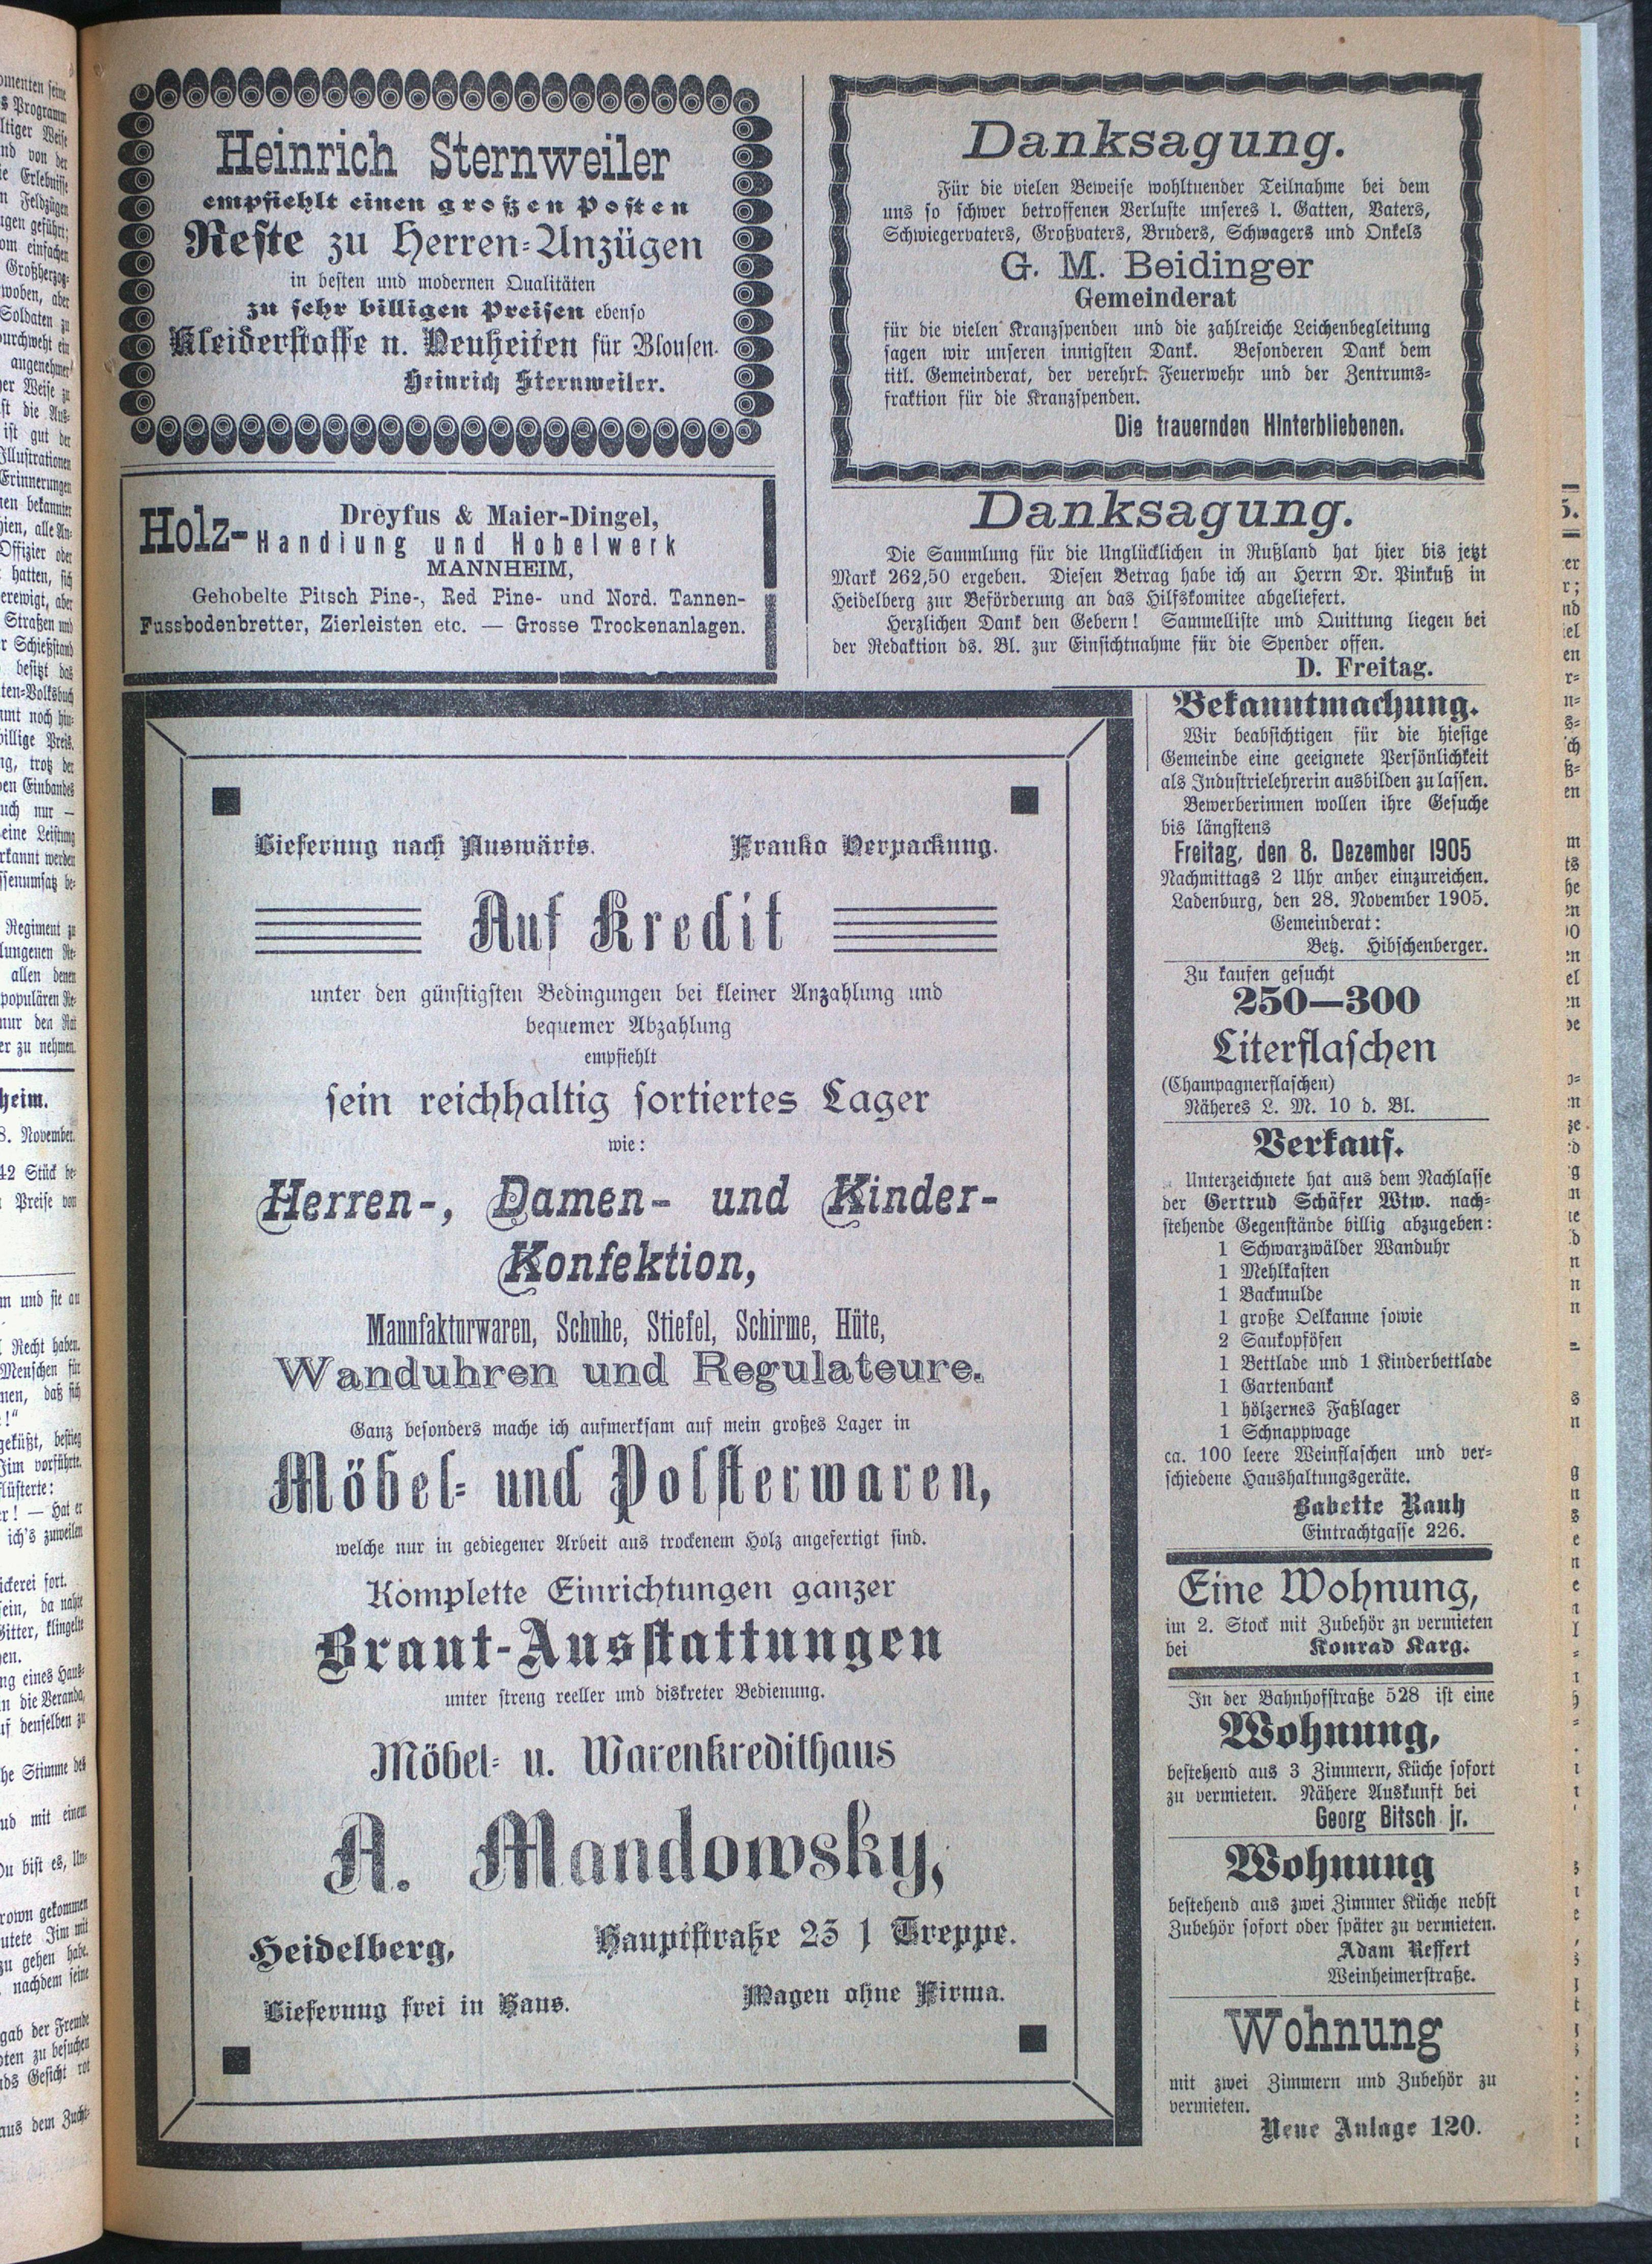 Heinrich Sternweiler
empfiehlt einen großen Posten
Reste zu Herren-Anzügen
in besten und modernen Qualitäten
zu sehr billigen Preisen ebenso
Kleiderstoffe u. Neuheiten für Blousen.
Heinrich Sternweiler.
Dreyfus & Maier-Dingel,
Holz-Handlung und Hobelwerk
MANNHEIM,
Gehobelte Pitsch Pine-, Red Pine- und Nord. Tannen-
Fussbodenbretter, Zierleisten etc. — Grosse Trockenanlagen.
Danksagung.
Für die vielen Beweise wohltuender Teilnahme bei dem
uns so schwer betroffenen Verluste unseres l. Gatten, Vaters,
Schwiegervaters, Großvaters, Bruders, Schwagers und Onkels
G. M. Beidinger
Gemeinderat
für die vielen Kranzspenden und die zahlreiche Leichenbegleitung
sagen wir unseren innigsten Dank. Besonderen Dank dem
titl. Gemeinderat, der verehrl. Feuerwehr und der Zentrums-
fraktion für die Kranzspenden.
Die trauernden Hinterbliebenen.
Danksagung.
Die Sammlung für die Unglücklichen in Rußland hat hier bis jetzt
Mark 262,50 ergeben. Diesen Betrag habe ich an Herrn Dr. Pinkuß in
Heidelberg zur Beförderung an das Hilfskomitee abgeliefert.
Herzlichen Dank den Gebern! Sammelliste und Quittung liegen bei
der Redaktion ds. Bl. zur Einsichtnahme für die Spender offen.
D. Freitag.
Lieferung nach Auswärts. Franko Verpackung.
Auf Kredit
unter den günstigsten Bedingungen bei kleiner Anzahlung und
bequemer Abzahlung
empfiehlt
sein reichhaltig sortiertes Lager
wie:
Herren-, Damen- und Kinder-
Konfektion,
Mannfakturwaren, Schuhe, Stiefel, Schirme, Hüte,
Wanduhren und Regulateure.
Ganz besonders mache ich aufmerksam auf mein großes Lager in
Möbel- und Polsterwaren,
welche nur in gediegener Arbeit aus trockenem Holz angefertigt sind.
Komplette Einrichtungen ganzer
Braut-Ausstattungen
unter streng reeller und diskreter Bedienung.
Möbel- u. Warenkredithaus
A. Mandowsky,
Heidelberg, Hauptstraße 23 1 Treppe.
Lieferung frei in Haus. Wagen ohne Firma.
Bekanntmachung.
Wir beabsichtigen für die hiesige
Gemeinde eine geeignete Persönlichkeit
als Industrielehrerin ausbilden zu lassen.
Bewerberinnen wollen ihre Gesuche
bis längstens
Freitag, den 8. Dezember 1905
Nachmittags 2 Uhr anher einzureichen.
Ladenburg, den 28. November 1905.
Gemeinderat:
Betz. Hibschenberger.
Zu kaufen gesucht
250—300
Literflaschen
(Champagnerflaschen)
Näheres L. M. 10 d. Bl.
Verkauf.
Unterzeichnete hat aus dem Nachlasse
der Gertrud Schäfer Wtw. nach-
stehende Gegenstände billig abzugeben:
1 Schwarzwälder Wanduhr
1 Mehlkasten
1 Backmulde
1 große Oelkanne sowie
2 Saukopföfen
1 Bettlade und 1 Kinderbettlade
1 Gartenbank
1 hölzernes Faßlager
1 Schnappwage
ca. 100 leere Weinflaschen und ver-
schiedene Haushaltungsgeräte.
Babette Rauh
Eintrachtgasse 226.
Eine Wohnung,
im 2. Stock mit Zubehör zu vermieten
bei Konrad Karg.
In der Bahnhofstraße 528 ist eine
Wohnung,
bestehend aus 3 Zimmern, Küche sofort
zu vermieten. Nähere Auskunft bei
Georg Bitsch jr.
Wohnung
bestehend aus zwei Zimmer Küche nebst
Zubehör sofort oder später zu vermieten.
Adam Reffert
Weinheimerstraße.
Wohnung
mit zwei Zimmern und Zubehör zu
vermieten.
Neue Anlage 120.